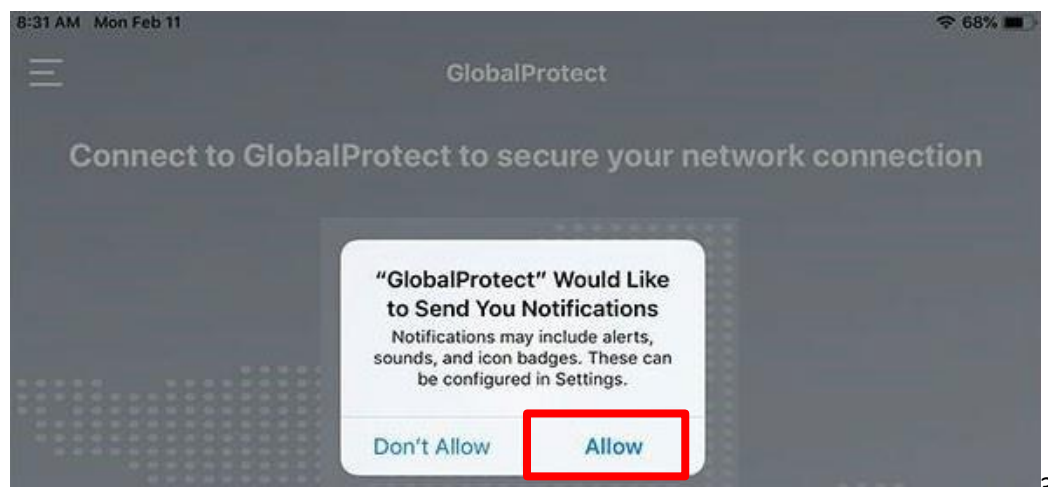 8:31 AM Mon Feb 11
68%
GlobalProtect
Connect to GlobalProtect to secure your network connection
“GlobalProtect” Would Like
to Send You Notifications
Notifications may include alerts,
sounds, and icon badges. These can
be configured in Settings.
Don't Allow
Allow